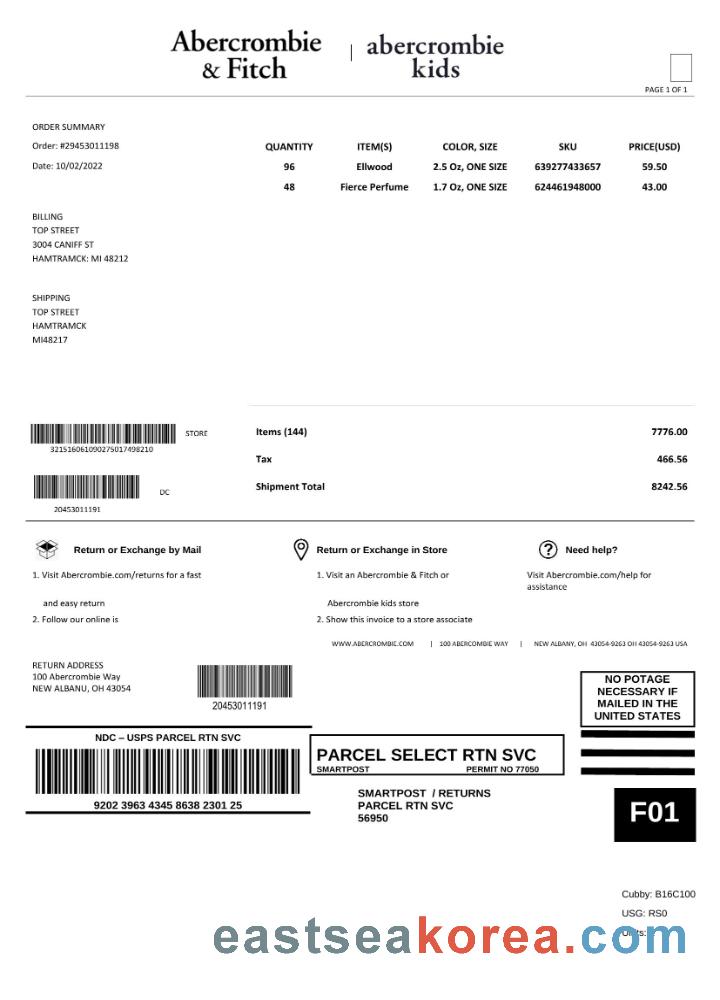 Abercrombie & Fitch | abercrombie kids
PAGE 1 OF 1
ORDER SUMMARY
Order: #29453011198
Date: 10/02/2022
QUANTITY ITEM(S) COLOR, SIZE SKU PRICE(USD)
96 Ellwood 2.5 Oz, ONE SIZE 639277433657 59.50
48 Fierce Perfume 1.7 Oz, ONE SIZE 624461948000 43.00
BILLING
TOP STREET
3004 CANIFF ST
HAMTRAMCK: MI 48212
SHIPPING
TOP STREET
HAMTRAMCK
MI48217
STORE
321516061090275017498210
DC
20453011191
Items (144) 7776.00
Tax 466.56
Shipment Total 8242.56
Return or Exchange by Mail
1. Visit Abercrombie.com/returns for a fast
and easy return
2. Follow our online is
Return or Exchange in Store
1. Visit an Abercrombie & Fitch or
Abercrombie kids store
2. Show this invoice to a store associate
Need help?
Visit Abercrombie.com/help for
assistance
WWW.ABERCROMBIE.COM | 100 ABERCOMBIE WAY | NEW ALBANY, OH 43054-9263 OH 43054-9263 USA
RETURN ADDRESS
100 Abercrombie Way
NEW ALBANU, OH 43054
20453011191
NO POTAGE
NECESSARY IF
MAILED IN THE
UNITED STATES
NDC – USPS PARCEL RTN SVC
9202 3963 4345 8638 2301 25
PARCEL SELECT RTN SVC
SMARTPOST PERMIT NO 77050
SMARTPOST / RETURNS
PARCEL RTN SVC
56950
F01
Cubby: B16C100
USG: RS0
eastseakorea.com